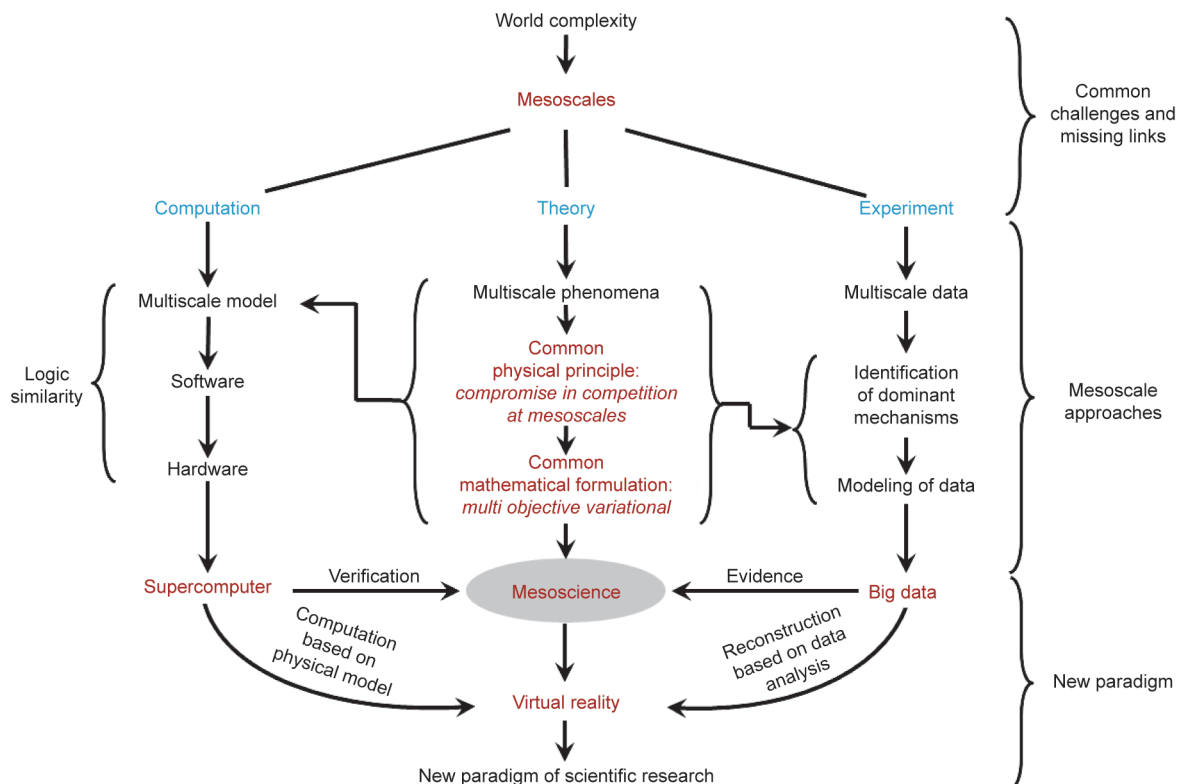 World complexity
Mesoscales
Common
challenges and
missing links
Computation
Theory
Experiment
Multiscale model
Software
Hardware
Logic
similarity
Multiscale phenomena
Common
physical principle:
compromise in competition
at mesoscales
Common
mathematical formulation:
multi objective variational
Multiscale data
Identification
of dominant
mechanisms
Modeling of data
Mesoscale
approaches
Supercomputer
Verification
Mesoscience
Evidence
Big data
Computation
based on
physical model
Reconstruction
based on data
analysis
Virtual reality
New paradigm
New paradigm of scientific research